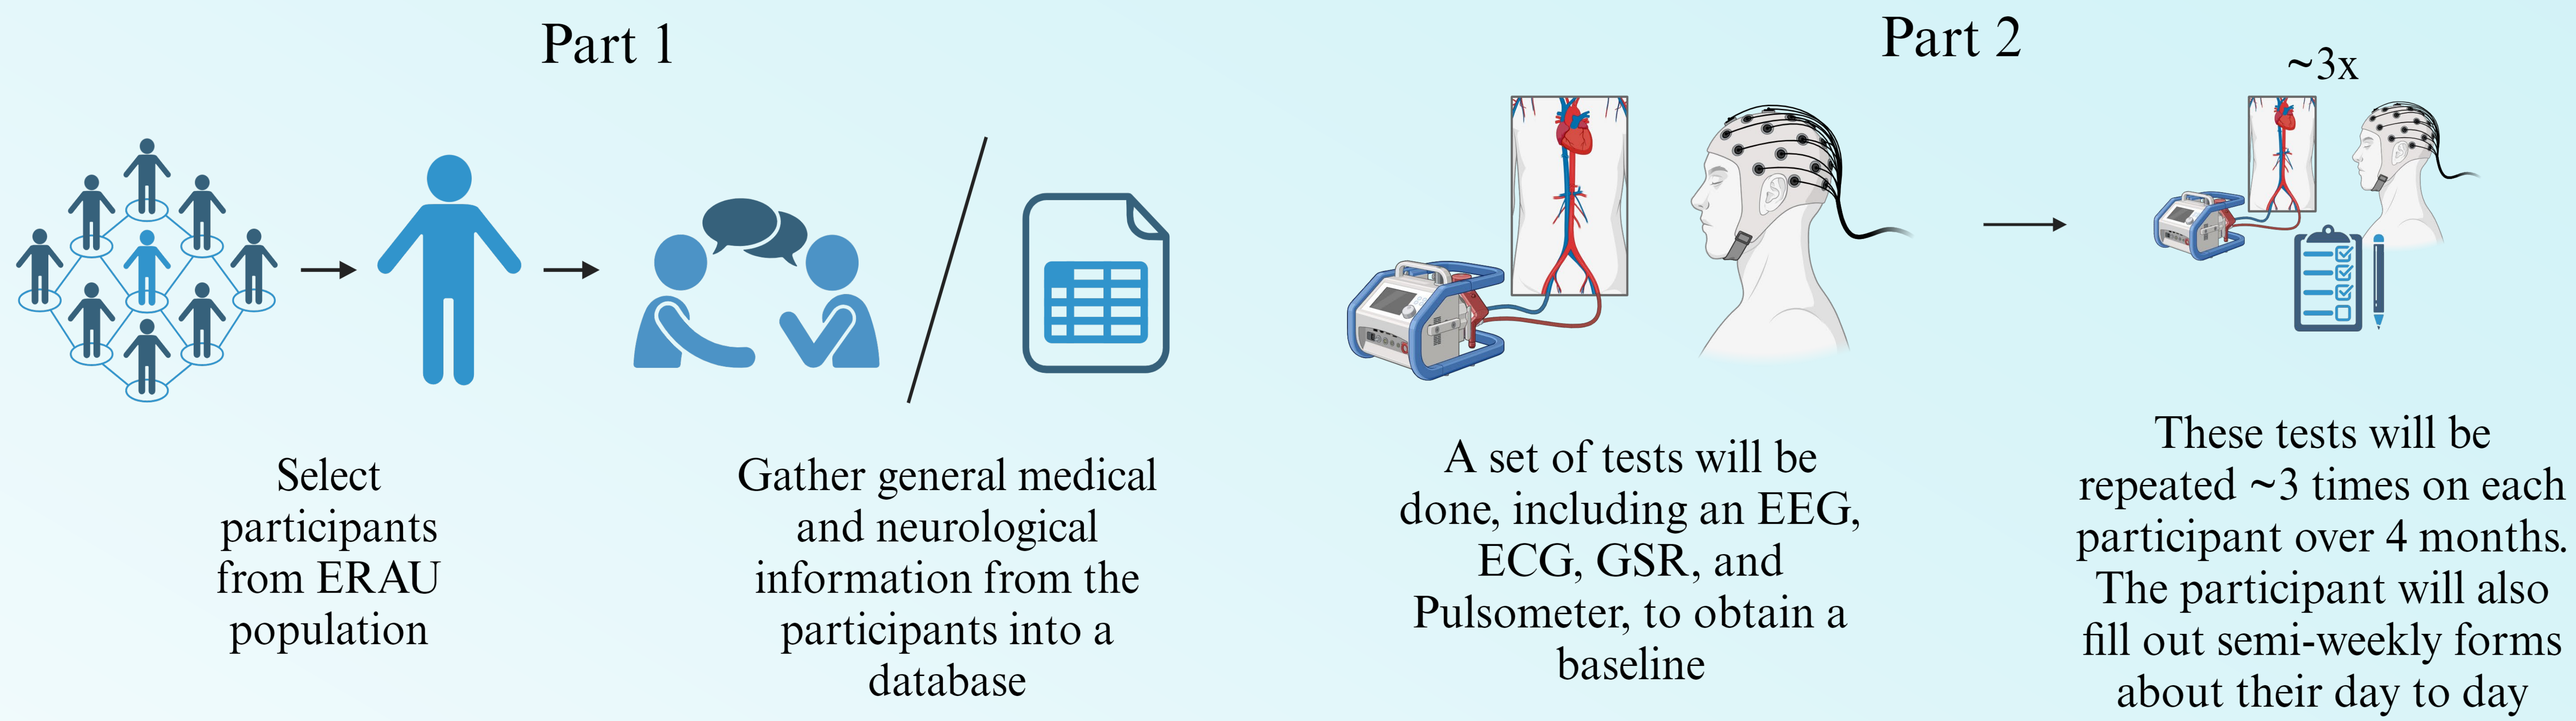 Part 1
Select
participants
from ERAU
population
Gather general medical
and neurological
information from the
participants into a
database
Part 2
~3x
A set of tests will be
done, including an EEG,
ECG, GSR, and
Pulsometer, to obtain a
baseline
These tests will be
repeated ~3 times on each
participant over 4 months.
The participant will also
fill out semi-weekly forms
about their day to day